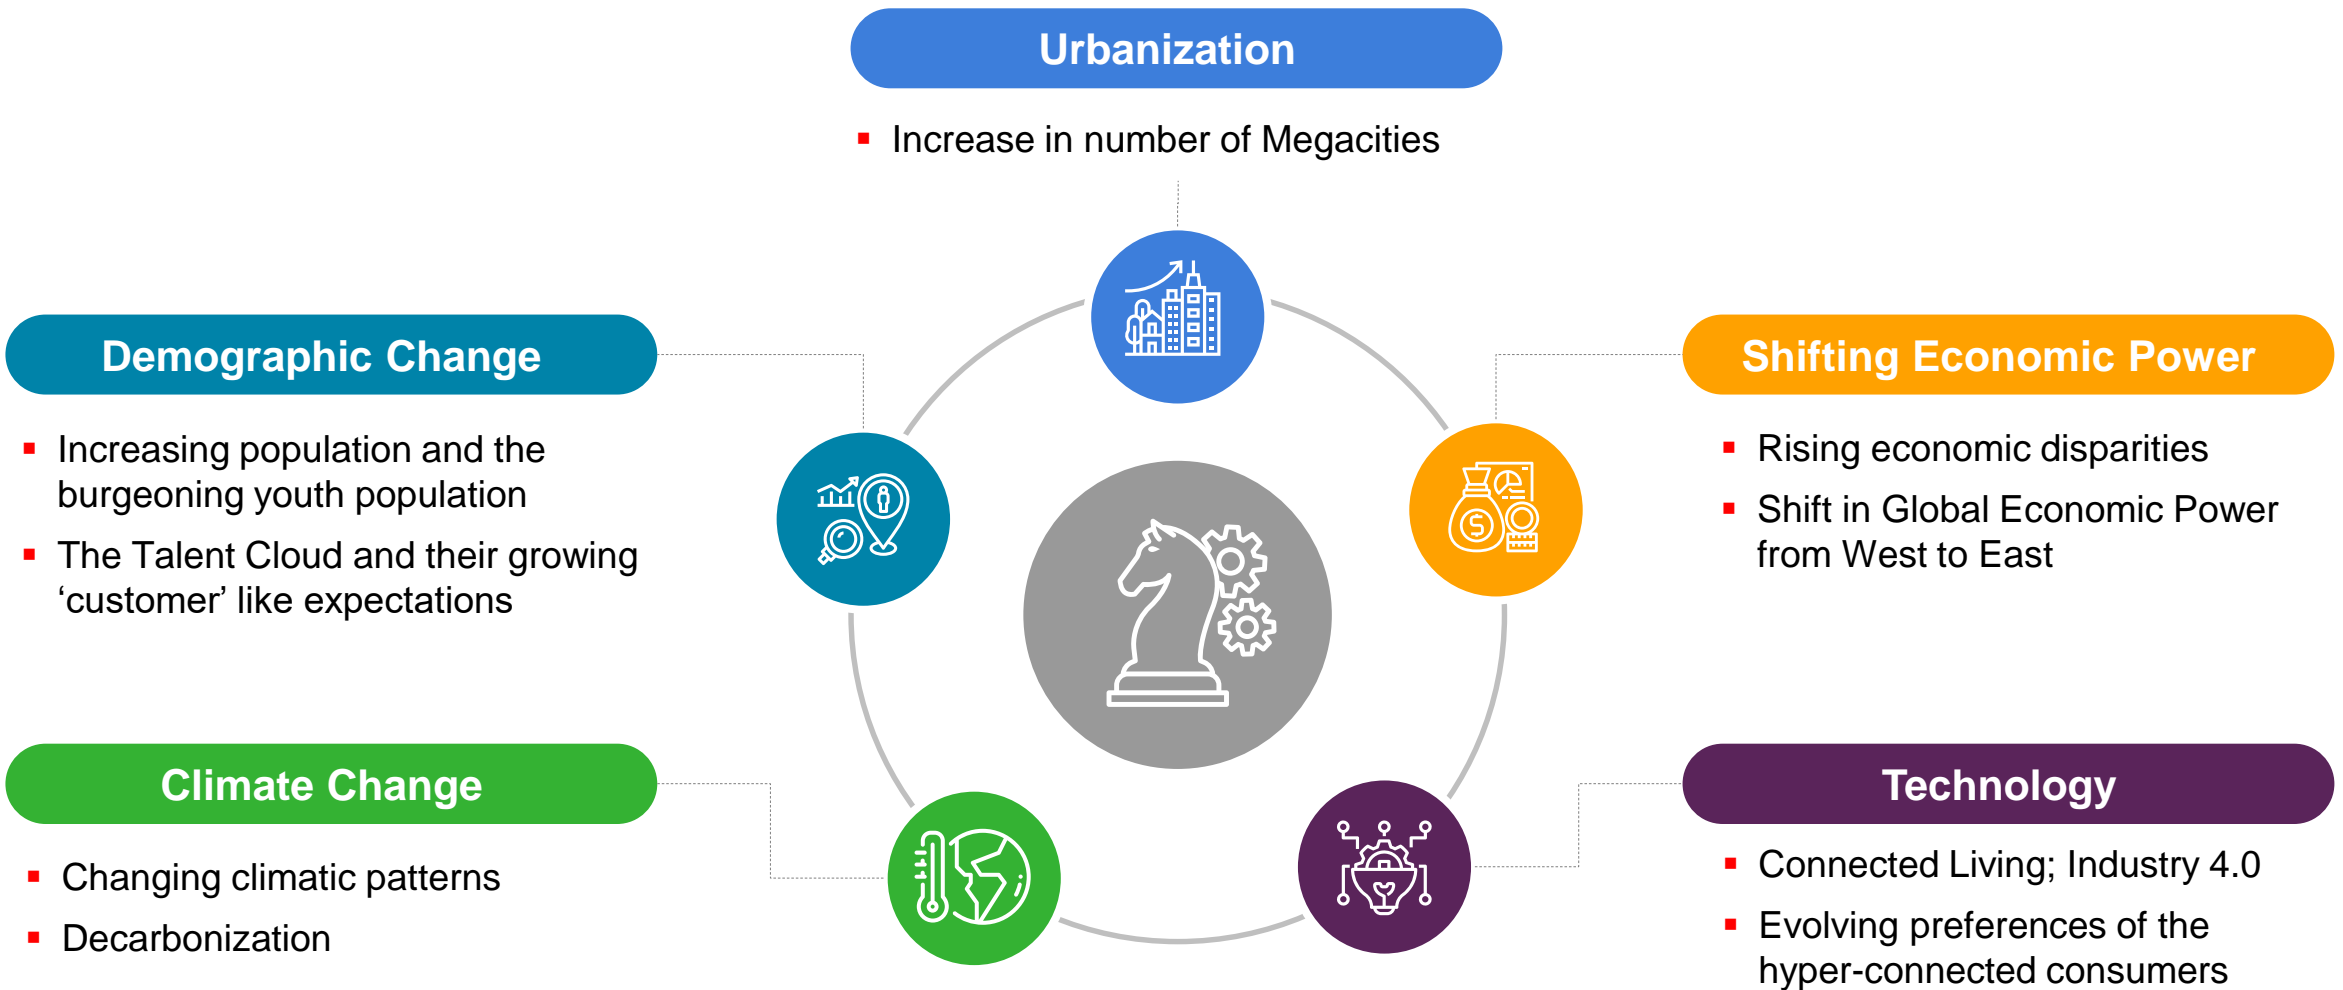 Urbanization
▪ Increase in number of Megacities
Demographic Change
▪ Increasing population and the
burgeoning youth population
▪ The Talent Cloud and their growing
‘customer’ like expectations
Shifting Economic Power
▪ Rising economic disparities
▪ Shift in Global Economic Power
from West to East
$
Climate Change
▪ Changing climatic patterns
▪ Decarbonization
Technology
▪ Connected Living; Industry 4.0
▪ Evolving preferences of the
hyper-connected consumers